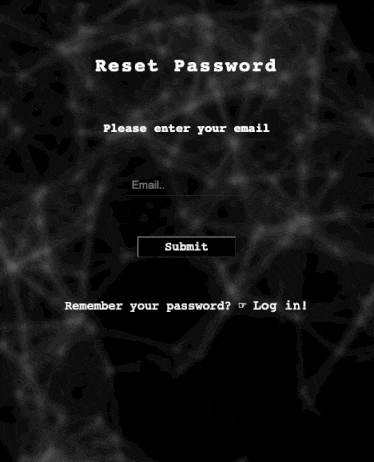 Reset Password
Please enter your email
Email..
Submit
Remember your password? ☞ Log in!